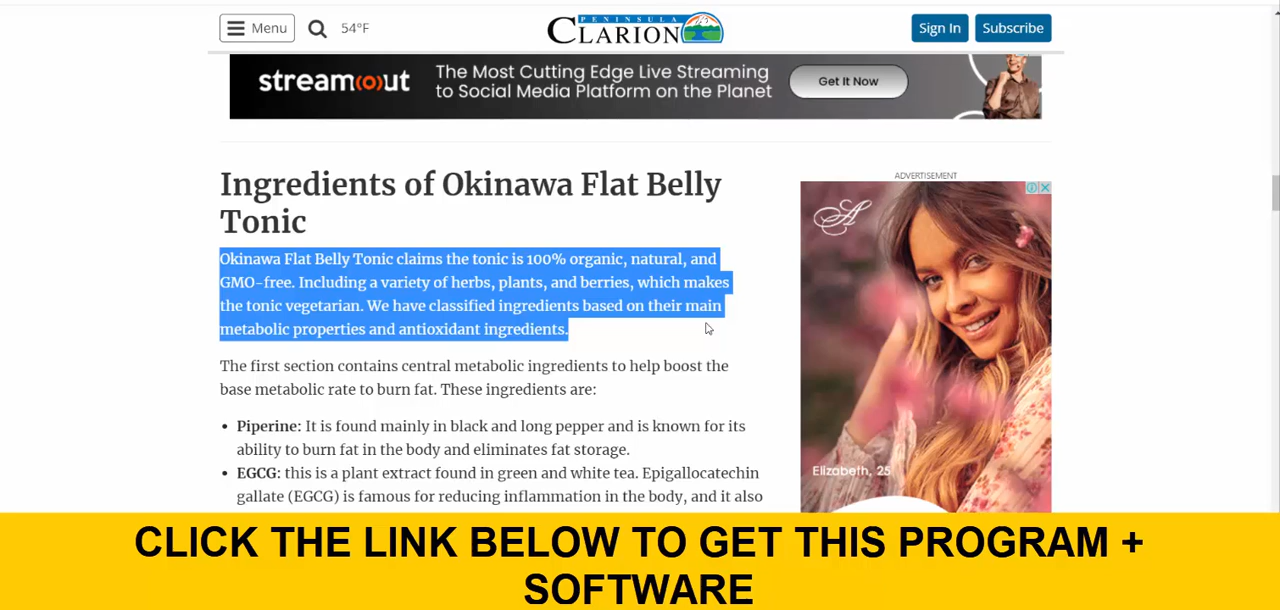 Menu
54°F
PENINSULA
CLARION
Sign In
Subscribe
streamout
The Most Cutting Edge Live Streaming
to Social Media Platform on the Planet
Get It Now
Ingredients of Okinawa Flat Belly
Tonic
Okinawa Flat Belly Tonic claims the tonic is 100% organic, natural, and
GMO-free. Including a variety of herbs, plants, and berries, which makes
the tonic vegetarian. We have classified ingredients based on their main
metabolic properties and antioxidant ingredients.
The first section contains central metabolic ingredients to help boost the
base metabolic rate to burn fat. These ingredients are:
• Piperine: It is found mainly in black and long pepper and is known for its
ability to burn fat in the body and eliminates fat storage.
• EGCG: this is a plant extract found in green and white tea. Epigallocatechin
gallate (EGCG) is famous for reducing inflammation in the body, and it also
ADVERTISEMENT
A
Elizabeth, 25
CLICK THE LINK BELOW TO GET THIS PROGRAM +
SOFTWARE